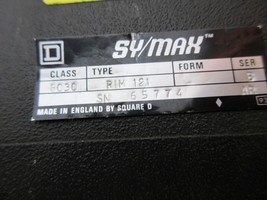 SY/MAX™
CLASS TYPE FORM SER
8030 RIM 121
SN 65774
MADE IN ENGLAND BY SQUARE D